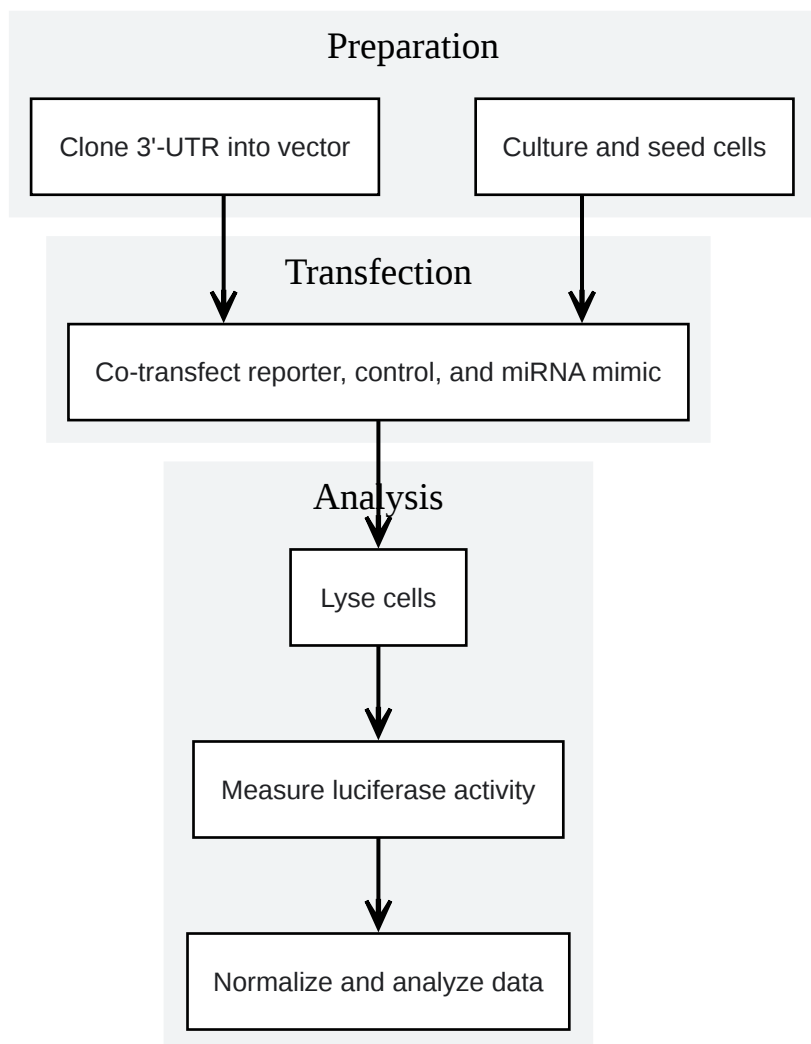 Preparation
Clone 3'-UTR into vector
Culture and seed cells
Transfection
Co-transfect reporter, control, and miRNA mimic
Analysis
Lyse cells
Measure luciferase activity
Normalize and analyze data